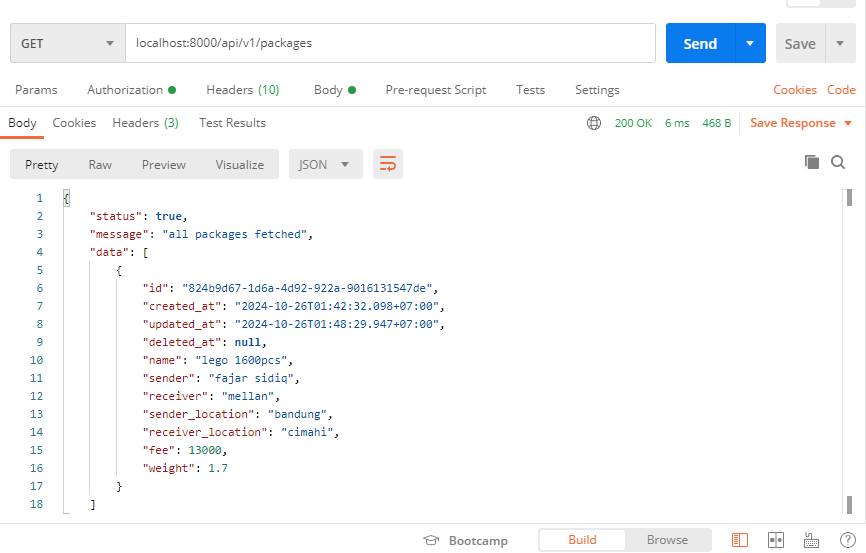 GET localhost:8000/api/v1/packages Send Save
Params Authorization Headers (10) Body Pre-request Script Tests Settings Cookies Code
Body Cookies Headers (3) Test Results 200 OK 6 ms 468 B Save Response
Pretty Raw Preview Visualize JSON
1 {
2 "status": true,
3 "message": "all packages fetched",
4 "data": [
5 {
6 "id": "824b9d67-1d6a-4d92-922a-9016131547de",
7 "created_at": "2024-10-26T01:42:32.098+07:00",
8 "updated_at": "2024-10-26T01:48:29.947+07:00",
9 "deleted_at": null,
10 "name": "lego 1600pcs",
11 "sender": "fajar sidiq",
12 "receiver": "mellan",
13 "sender_location": "bandung",
14 "receiver_location": "cimahi",
15 "fee": 13000,
16 "weight": 1.7
17 }
18 ]
Bootcamp Build Browse